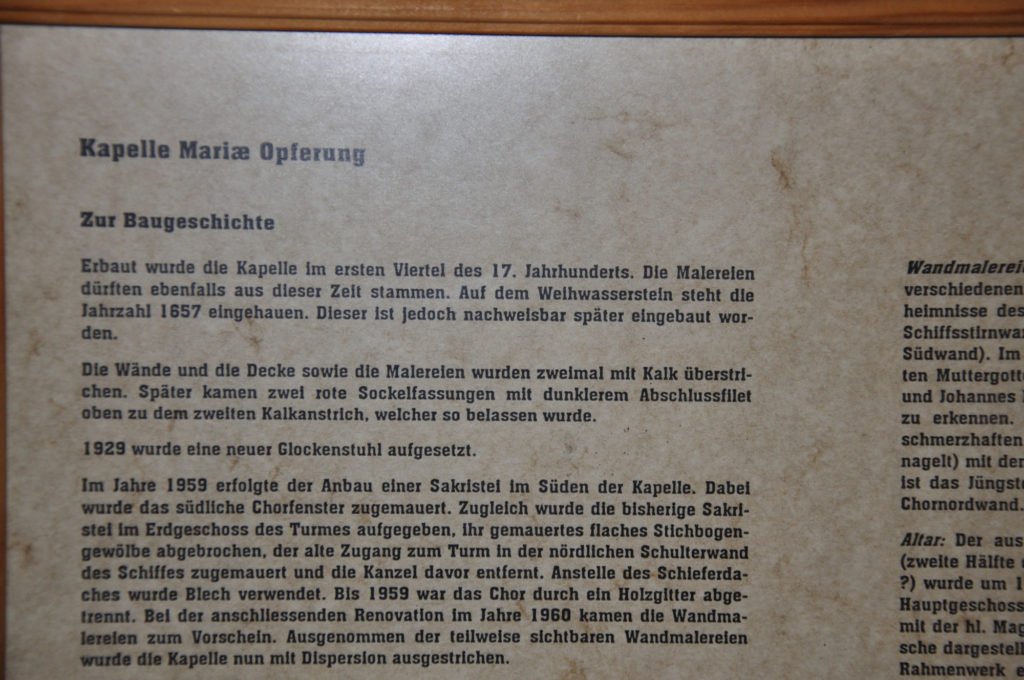 Kapelle Mariæ Opferung
Zur Baugeschichte
Erbaut wurde die Kapelle im ersten Viertel des 17. Jahrhunderts. Die Malereien
dürften ebenfalls aus dieser Zeit stammen. Auf dem Weihwasserstein steht die
Jahrzahl 1657 eingehauen. Dieser ist jedoch nachweisbar später eingebaut wor-
den.
Die Wände und die Decke sowie die Malereien wurden zweimal mit Kalk überstri-
chen. Später kamen zwei rote Sockelfassungen mit dunklerem Abschlussfilet
oben zu dem zweiten Kalkanstrich, welcher so belassen wurde.
1929 wurde eine neuer Glockenstuhl aufgesetzt.
Im Jahre 1959 erfolgte der Anbau einer Sakristei im Süden der Kapelle. Dabei
wurde das südliche Chorfenster zugemauert. Zugleich wurde die bisherige Sakri-
stei im Erdgeschoss des Turmes aufgegeben, ihr gemauertes flaches Stichbogen-
gewölbe abgebrochen, der alte Zugang zum Turm in der nördlichen Schulterwand
des Schiffes zugemauert und die Kanzel davor entfernt. Anstelle des Schieferda-
ches wurde Blech verwendet. Bis 1959 war das Chor durch ein Holzgitter abge-
trennt. Bei der anschliessenden Renovation im Jahre 1960 kamen die Wandma-
lereien zum Vorschein. Ausgenommen der teilweise sichtbaren Wandmalereien
wurde die Kapelle nun mit Dispersion ausgestrichen.
Wandmalerei
verschiedenen
heimnisse des
Schiffsstirnwa
Südwand). Im
ten Muttergott
und Johannes
zu erkennen.
schmerzhaften
nagelt) mit der
ist das Jüngst
Chornordwand.
Altar: Der aus
(zweite Hälfte
?) wurde um 1
Hauptgeschoss
mit der hl. Mag
sche dargestell
Rahmenwerk e